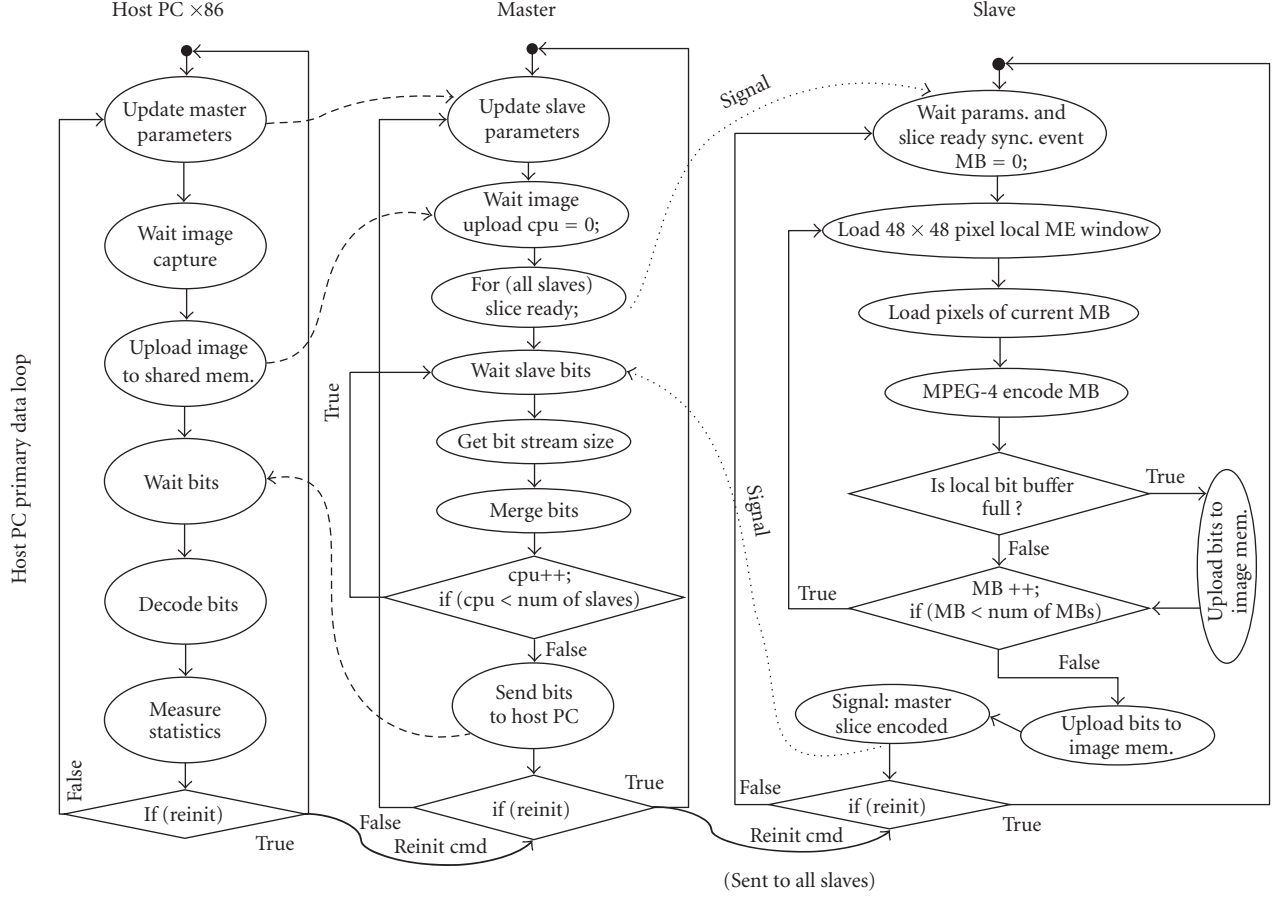 Host PC ×86
Master
Slave
Host PC primary data loop
Update master
parameters
Wait image
capture
Upload image
to shared mem.
Wait bits
Decode bits
Measure
statistics
If (reinit)
False
True
Update slave
parameters
Wait image
upload cpu = 0;
For (all slaves)
slice ready;
Wait slave bits
True
Get bit stream size
Merge bits
cpu++;
if (cpu < num of slaves)
False
Send bits
to host PC
if (reinit)
True
False
Reinit cmd
Signal
Signal
Wait params. and
slice ready sync. event
MB = 0;
Load 48 × 48 pixel local ME window
Load pixels of current MB
MPEG-4 encode MB
Is local bit buffer
full ?
True
False
Upload bits to
image mem.
MB ++;
if (MB < num of MBs)
True
False
Upload bits to
image mem.
Signal: master
slice encoded
if (reinit)
False
True
Reinit cmd
(Sent to all slaves)